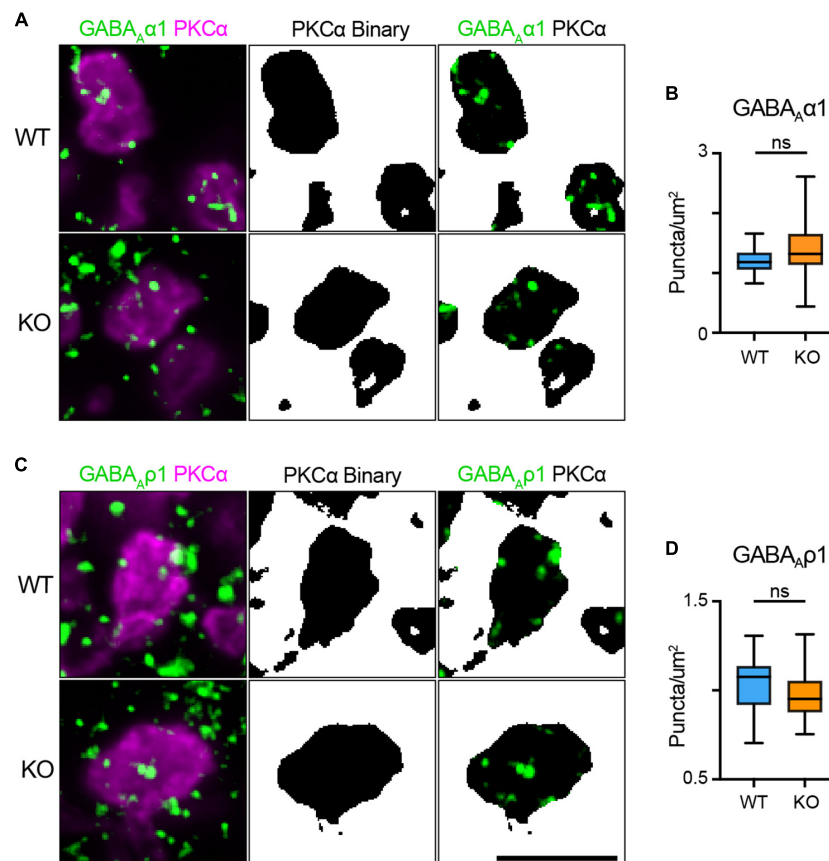 A
GABAAα1 PKCα
PKCα Binary
GABAAα1 PKCα
WT
KO
B
GABAAα1
ns
3
Puncta/um²
0
WT
KO
C
GABAAρ1 PKCα
PKCα Binary
GABAAρ1 PKCα
WT
KO
D
GABAAρ1
ns
1.5
Puncta/um²
0.5
WT
KO